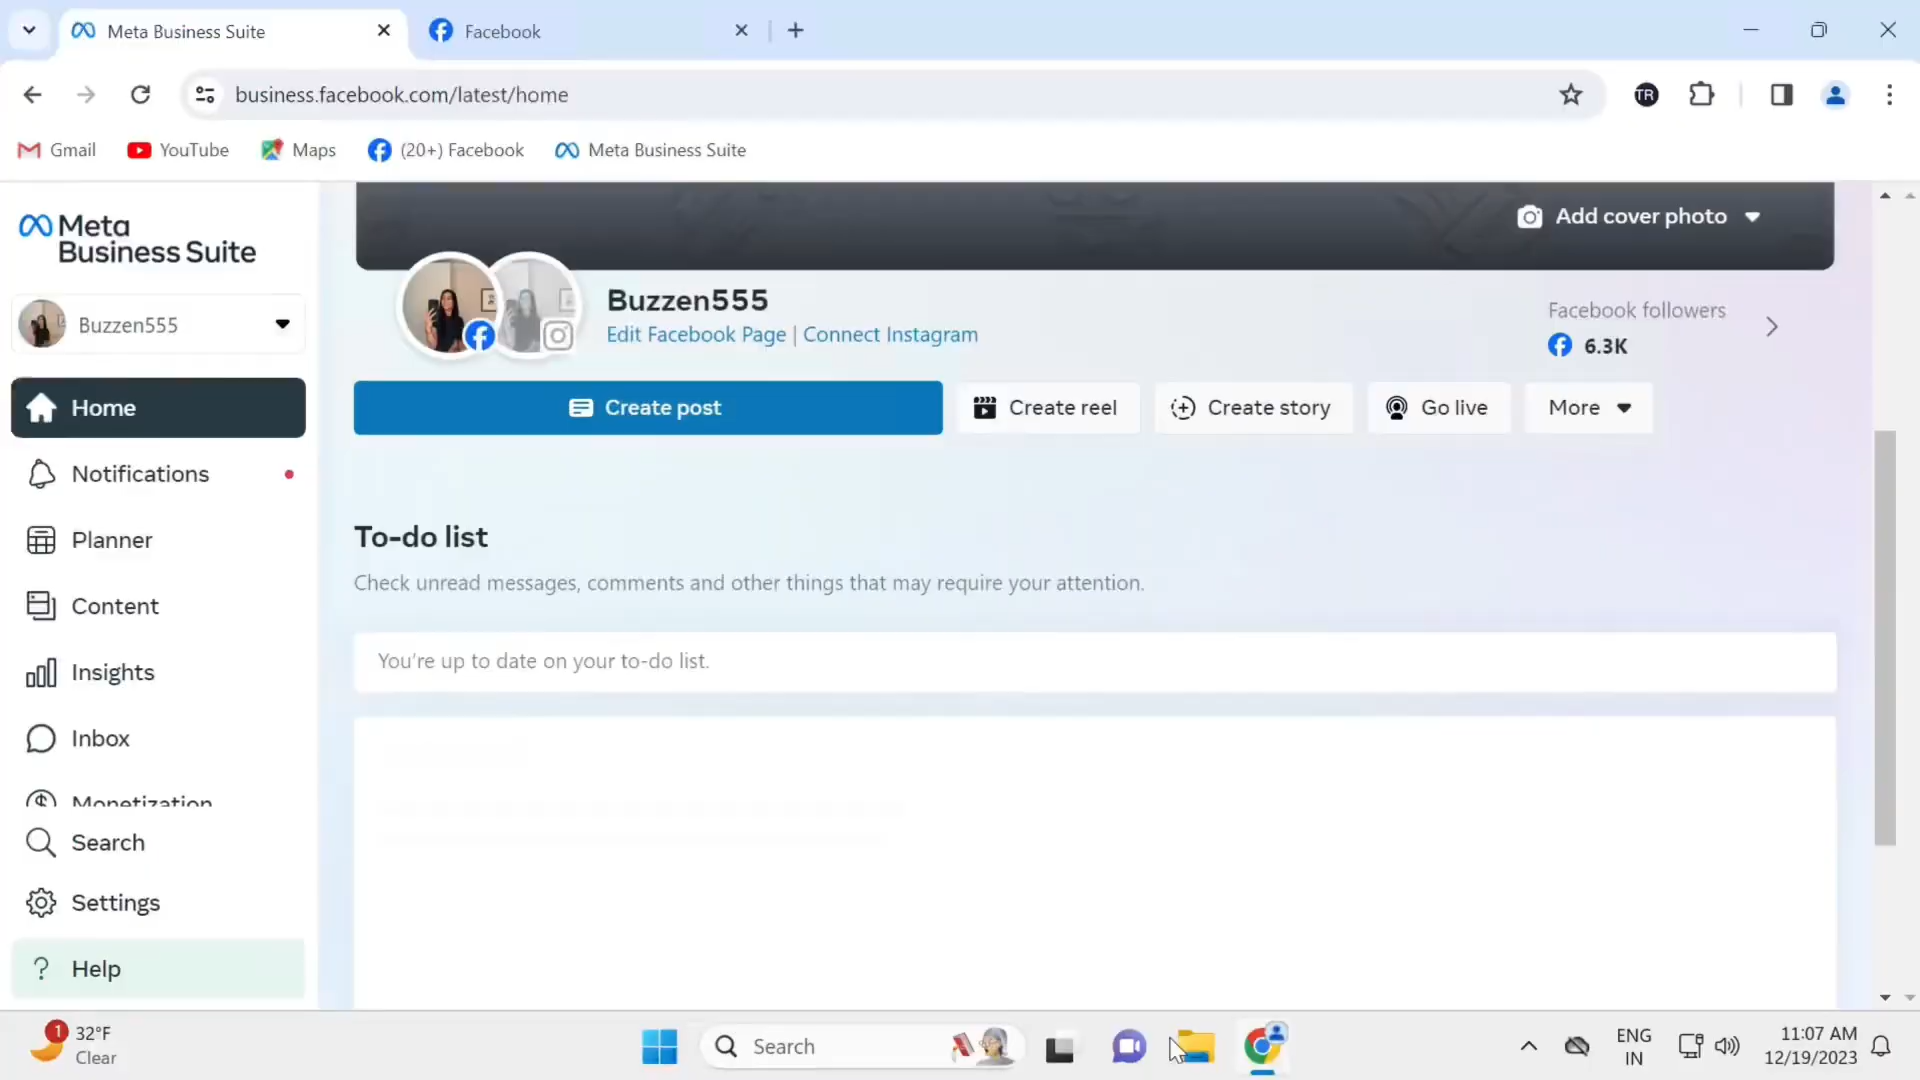 Meta Business Suite
Facebook
business.facebook.com/latest/home
TR
Gmail
YouTube
Maps
(20+) Facebook
Meta Business Suite
Meta
Business Suite
Buzzen555
Home
Notifications
Planner
Content
Insights
Inbox
Monetization
Search
Settings
? Help
Add cover photo
Buzzen555
Edit Facebook Page | Connect Instagram
Facebook followers
6.3K
Create post
Create reel
Create story
Go live
More
To-do list
Check unread messages, comments and other things that may require your attention.
You're up to date on your to-do list.
1
32°F
Clear
Search
ENG
IN
11:07 AM
12/19/2023